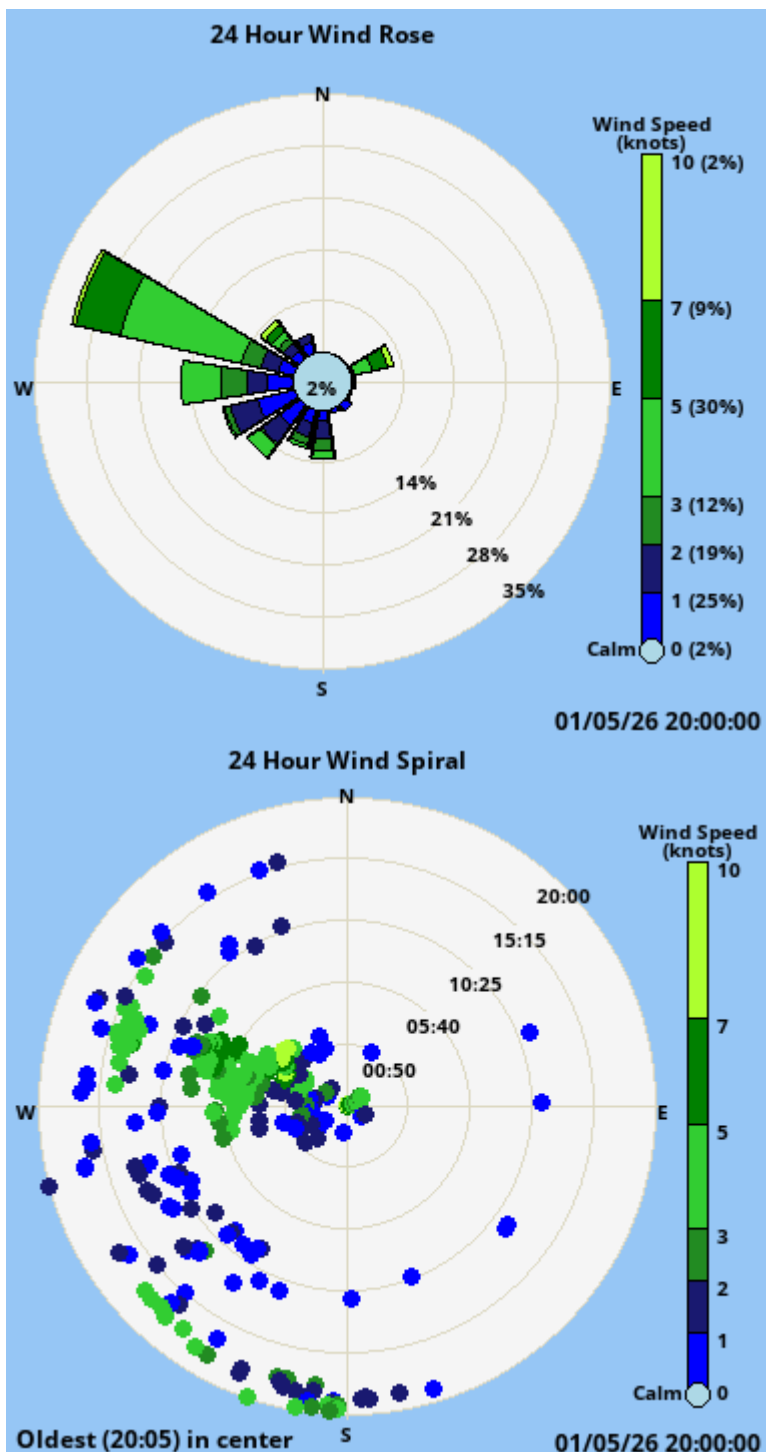 24 Hour Wind Rose
N
Wind Speed
(knots)
10 (2%)
7 (9%)
W
2%
E
5 (30%)
14%
3 (12%)
21%
2 (19%)
28%
1 (25%)
35%
Calm 0 (2%)
S
01/05/26 20:00:00
24 Hour Wind Spiral
N
Wind Speed
(knots)
10
20:00
15:15
10:25
7
05:40
00:50
W
E
5
3
2
1
Calm 0
S
Oldest (20:05) in center
01/05/26 20:00:00